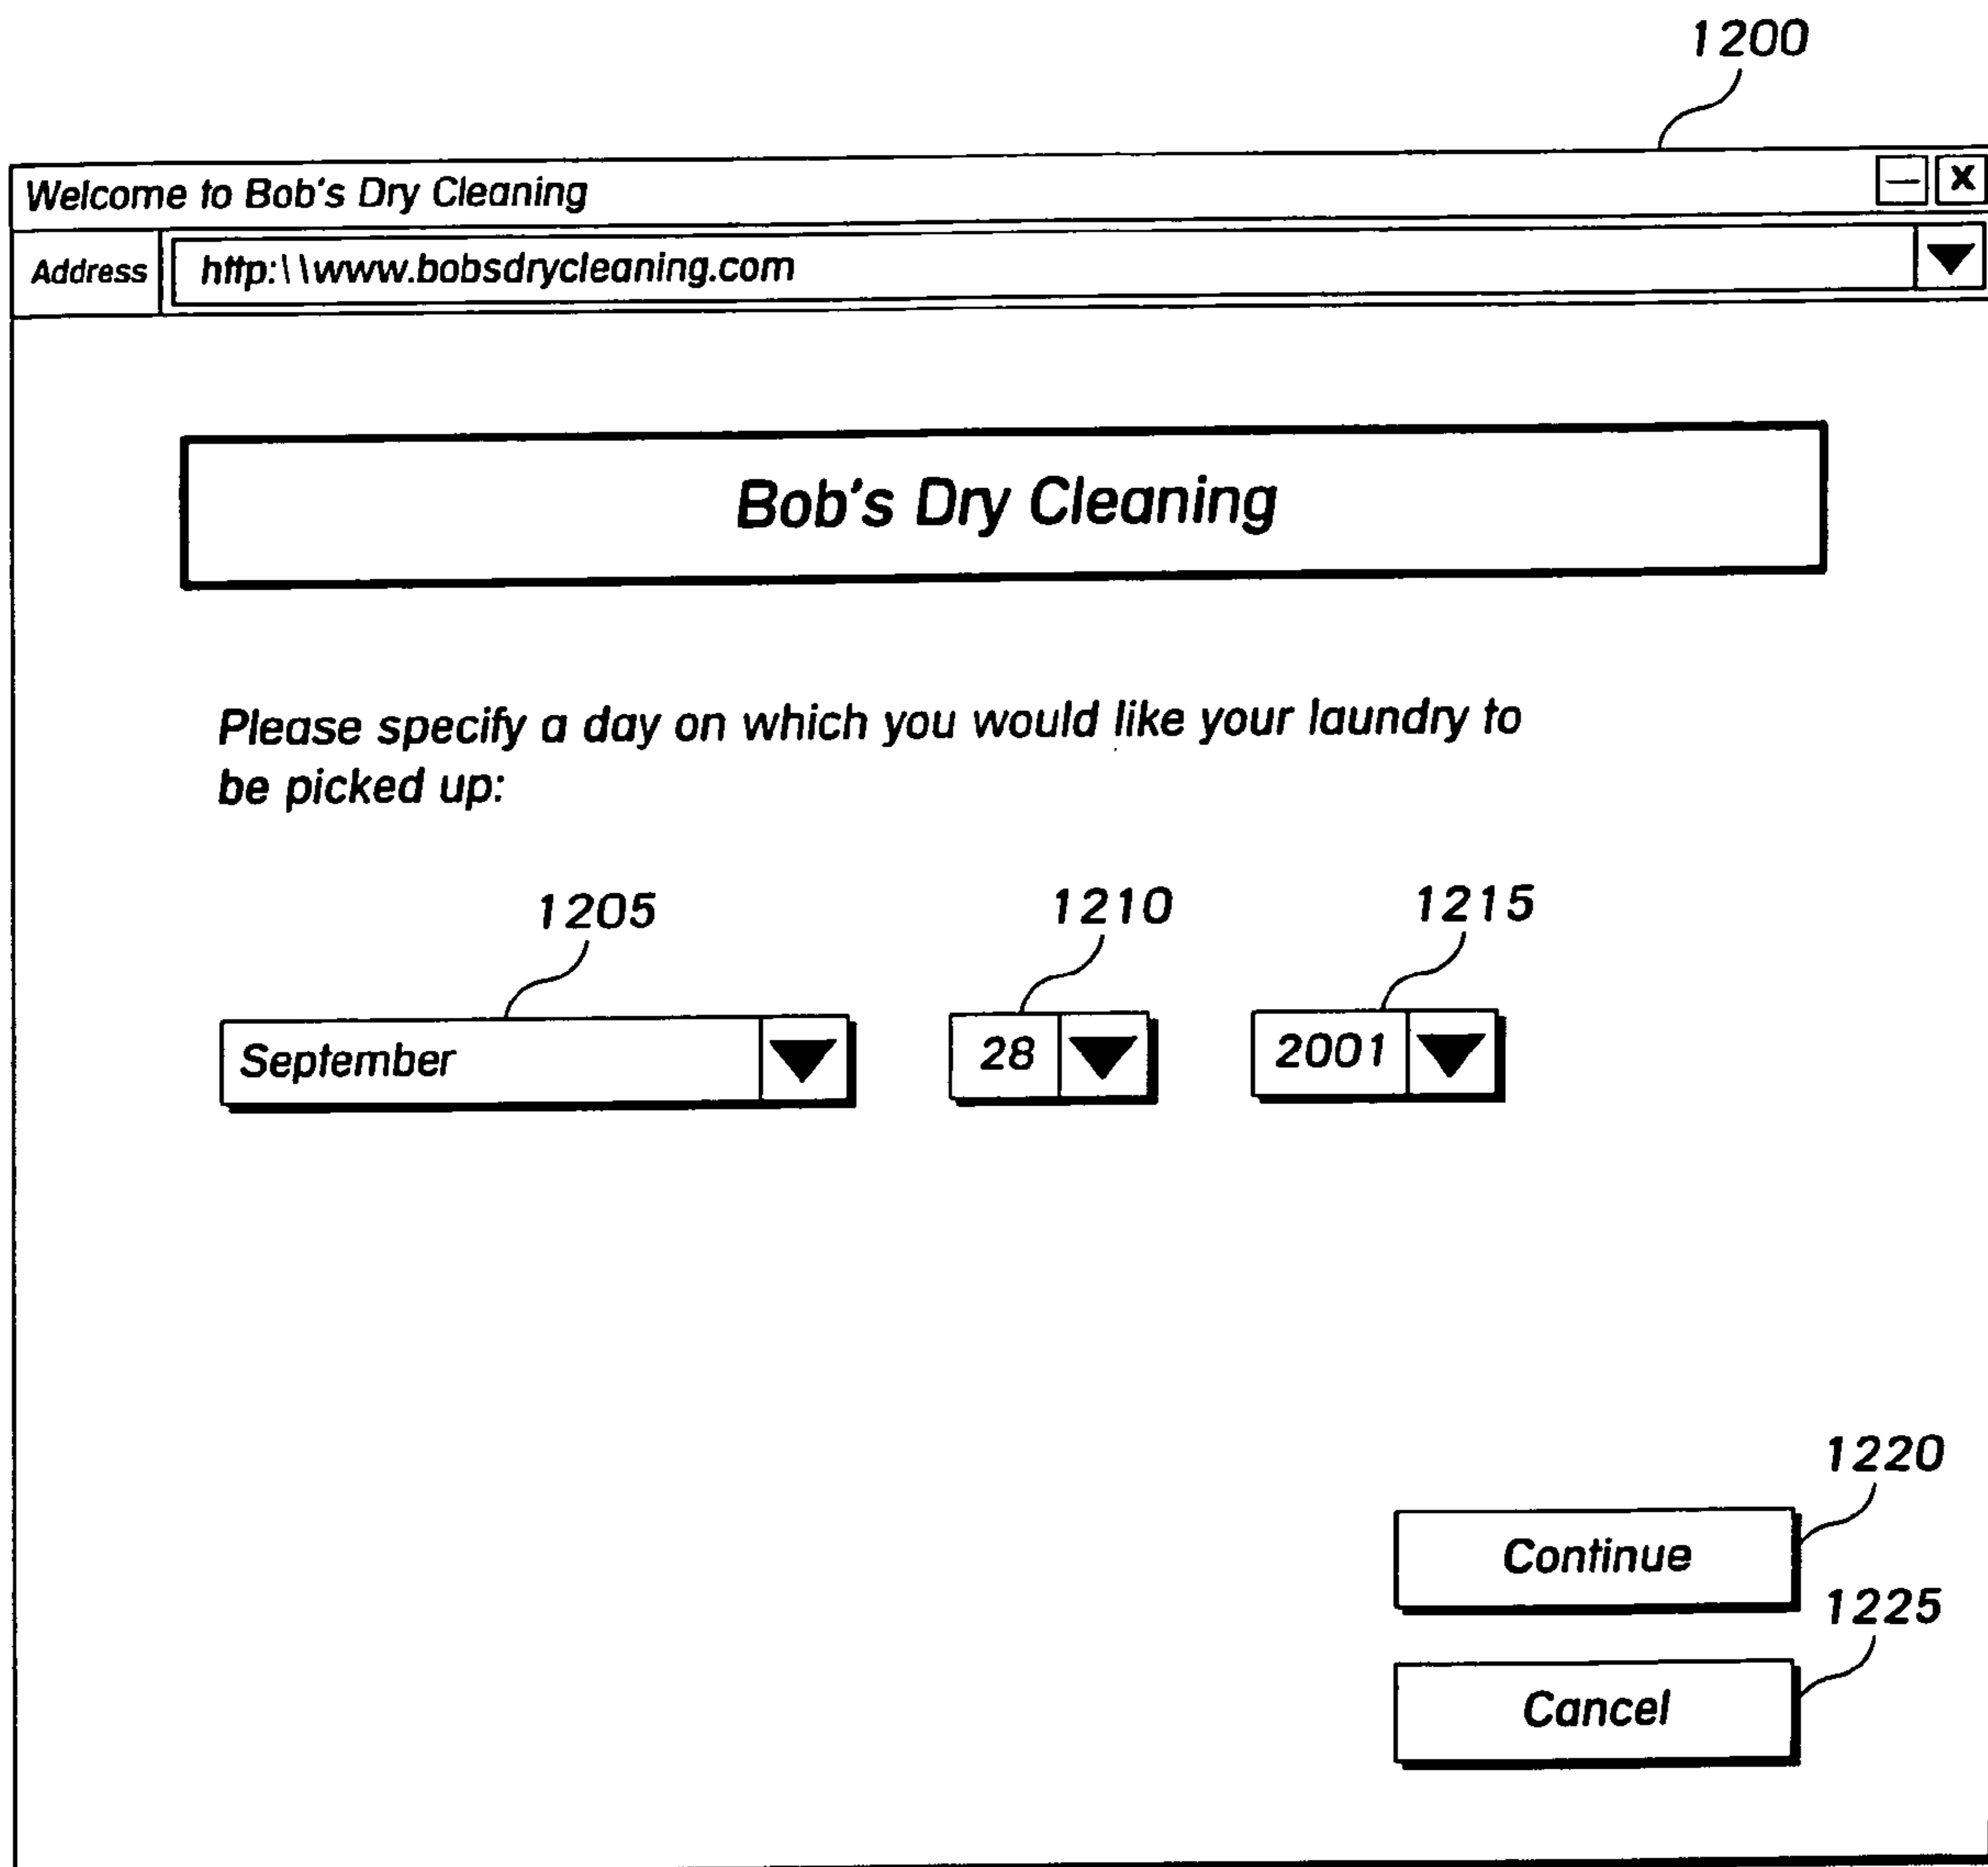 1200
Welcome to Bob's Dry Cleaning — X
Address http:\\www.bobsdrycleaning.com
Bob's Dry Cleaning
Please specify a day on which you would like your laundry to
be picked up:
1205 1210 1215
September 28 2001
1220
Continue
1225
Cancel